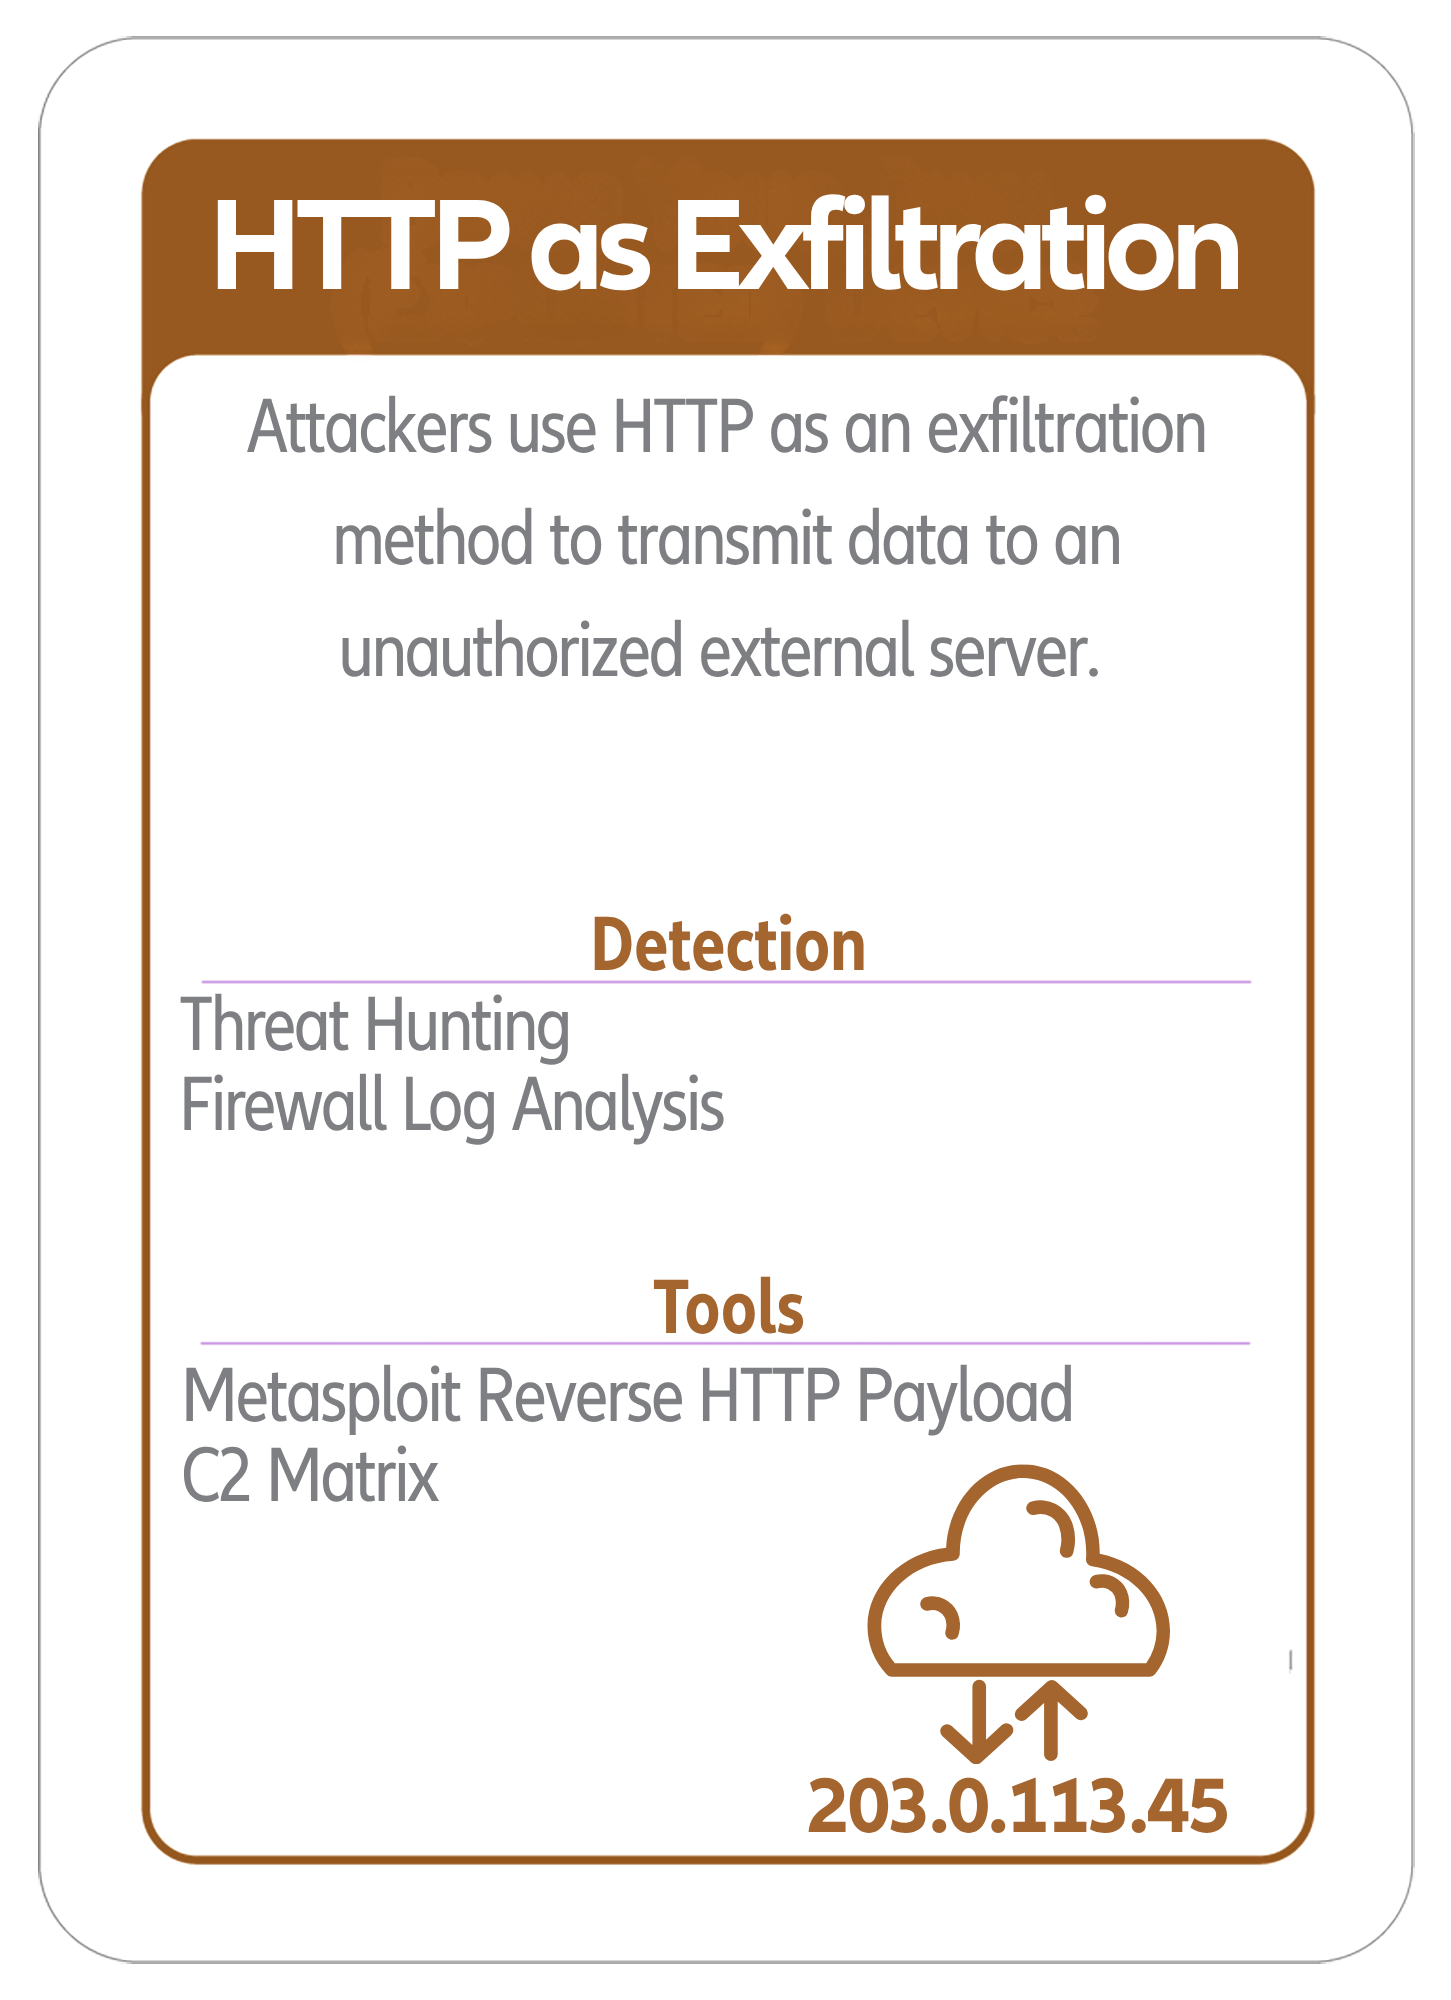 HTTP as Exfiltration
Attackers use HTTP as an exfiltration
method to transmit data to an
unauthorized external server.
Detection
Threat Hunting
Firewall Log Analysis
Tools
Metasploit Reverse HTTP Payload
C2 Matrix
203.0.113.45